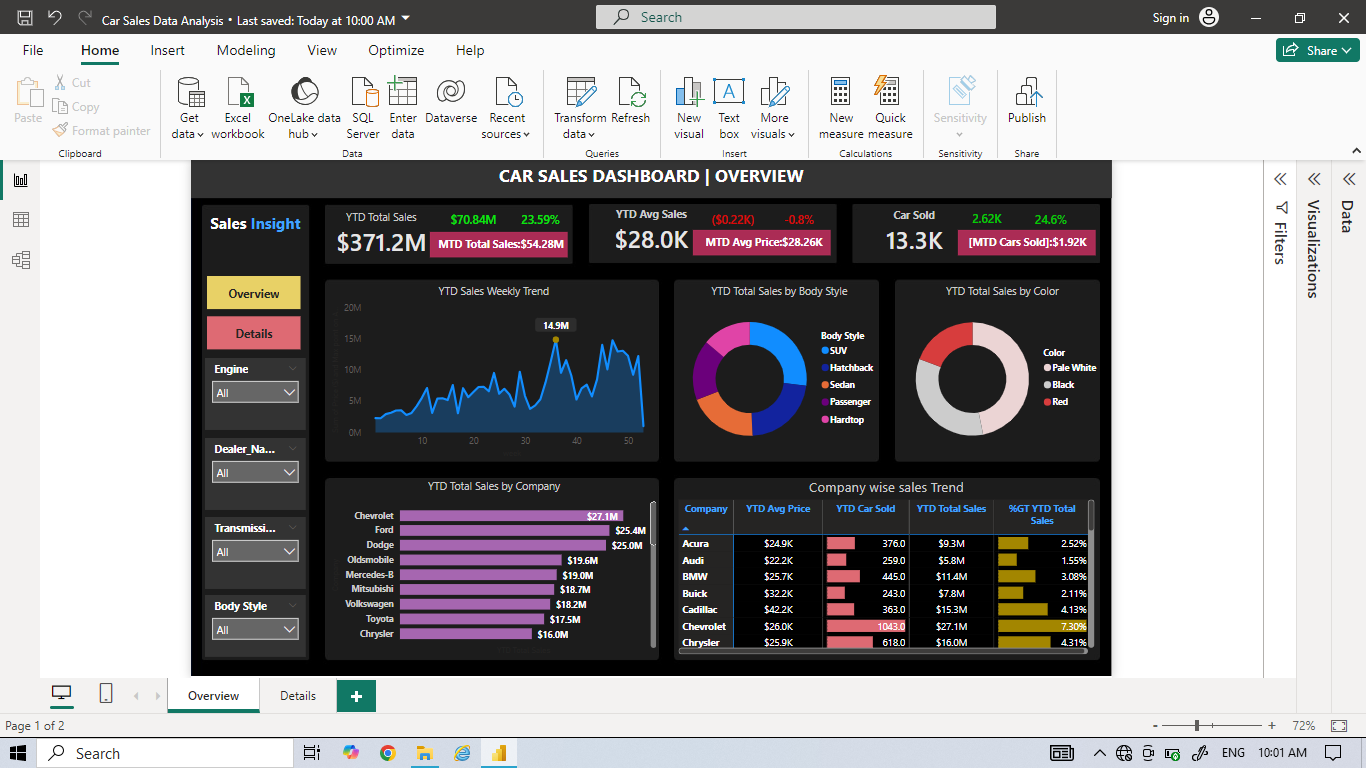 Car Sales Data Analysis • Last saved: Today at 10:00 AM
Search
Sign in
File
Home
Insert
Modeling
View
Optimize
Help
Share
Paste
Cut
Copy
Format painter
Clipboard
Get data
Excel workbook
OneLake data hub
SQL Server
Enter data
Dataverse
Recent sources
Data
Transform data
Refresh
Queries
New visual
Text box
More visuals
Insert
New measure
Quick measure
Calculations
Sensitivity
Sensitivity
Publish
Share
CAR SALES DASHBOARD | OVERVIEW
Sales Insight
Overview
Details
Engine
All
Dealer_Na...
All
Transmissi...
All
Body Style
All
YTD Total Sales
$70.84M 23.59%
$371.2M
MTD Total Sales:$54.28M
YTD Avg Sales
($0.22K) -0.8%
$28.0K
MTD Avg Price:$28.26K
Car Sold
2.62K 24.6%
13.3K
[MTD Cars Sold]:$1.92K
YTD Sales Weekly Trend
20M
15M
10M
5M
0M
14.9M
10 20 30 40 50
YTD Total Sales by Body Style
Body Style
SUV
Hatchback
Sedan
Passenger
Hardtop
YTD Total Sales by Color
Color
Pale White
Black
Red
YTD Total Sales by Company
Chevrolet $27.1M
Ford $25.4M
Dodge $25.0M
Oldsmobile $19.6M
Mercedes-B $19.0M
Mitsubishi $18.7M
Volkswagen $18.2M
Toyota $17.5M
Chrysler $16.0M
Company wise sales Trend
Company YTD Avg Price YTD Car Sold YTD Total Sales %GT YTD Total Sales
Acura $24.9K 376.0 $9.3M 2.52%
Audi $22.2K 259.0 $5.8M 1.55%
BMW $25.7K 445.0 $11.4M 3.08%
Buick $32.2K 243.0 $7.8M 2.11%
Cadillac $42.2K 363.0 $15.3M 4.13%
Chevrolet $26.0K 1043.0 $27.1M 7.30%
Chrysler $25.9K 618.0 $16.0M 4.31%
Filters
Visualizations
Data
Overview
Details
Page 1 of 2
- + 72%
Search
ENG
10:01 AM